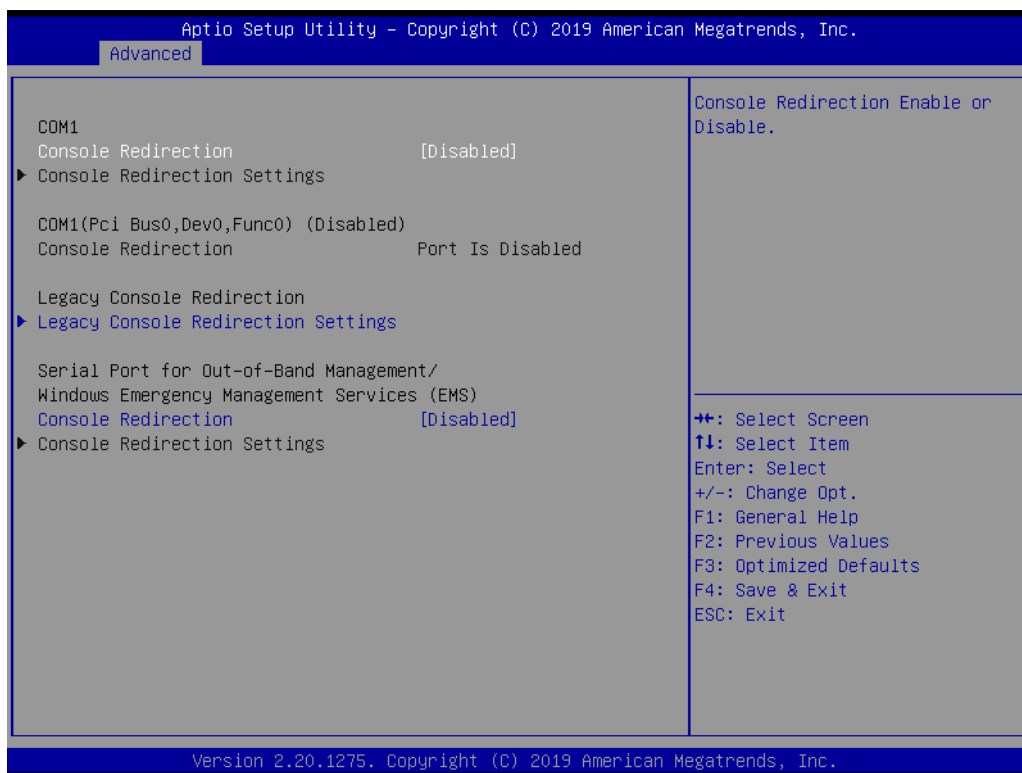 Aptio Setup Utility – Copyright (C) 2019 American Megatrends, Inc.
Advanced
COM1
Console Redirection [Disabled]
▶ Console Redirection Settings
COM1(Pci Bus0,Dev0,Func0) (Disabled)
Console Redirection Port Is Disabled
Legacy Console Redirection
▶ Legacy Console Redirection Settings
Serial Port for Out-of-Band Management/
Windows Emergency Management Services (EMS)
Console Redirection [Disabled]
▶ Console Redirection Settings
Console Redirection Enable or
Disable.
→←: Select Screen
↑↓: Select Item
Enter: Select
+/-: Change Opt.
F1: General Help
F2: Previous Values
F3: Optimized Defaults
F4: Save & Exit
ESC: Exit
Version 2.20.1275. Copyright (C) 2019 American Megatrends, Inc.